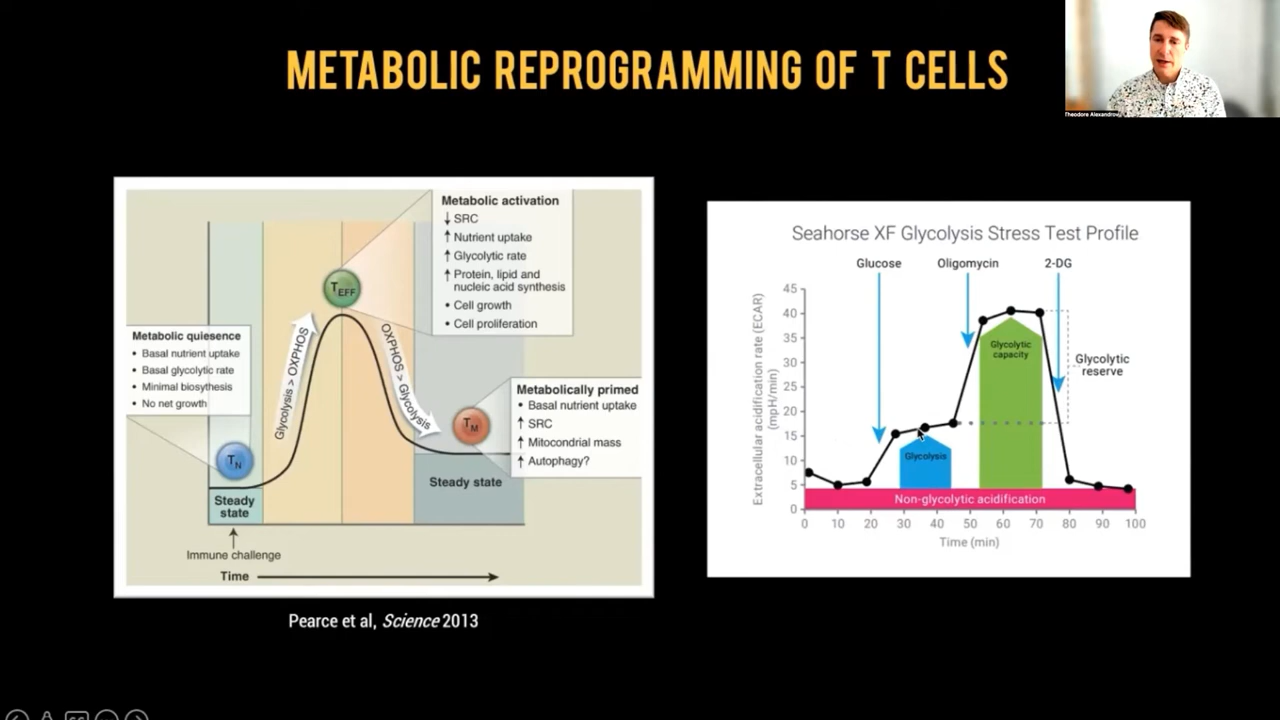 METABOLIC REPROGRAMMING OF T CELLS
Theodore Alexandrov
Metabolic activation
↓ SRC
↑ Nutrient uptake
↑ Glycolytic rate
↑ Protein, lipid and
nucleic acid synthesis
• Cell growth
• Cell proliferation
TEFF
Metabolic quiesence
• Basal nutrient uptake
• Basal glycolytic rate
• Minimal biosythesis
• No net growth
Glycolysis > OXPHOS
OXPHOS > Glycolysis
Metabolically primed
• Basal nutrient uptake
↑ SRC
↑ Mitocondrial mass
↑ Autophagy?
TN
TM
Steady
state
Steady state
Immune challenge
Time
Pearce et al, Science 2013
Seahorse XF Glycolysis Stress Test Profile
Glucose
Oligomycin
2-DG
Extracellular acidification rate (ECAR)
(mpH/min)
45
40
35
30
25
20
15
10
5
0
Glycolytic
capacity
Glycolytic
reserve
Glycolysis
Non-glycolytic acidification
0 10 20 30 40 50 60 70 80 90 100
Time (min)